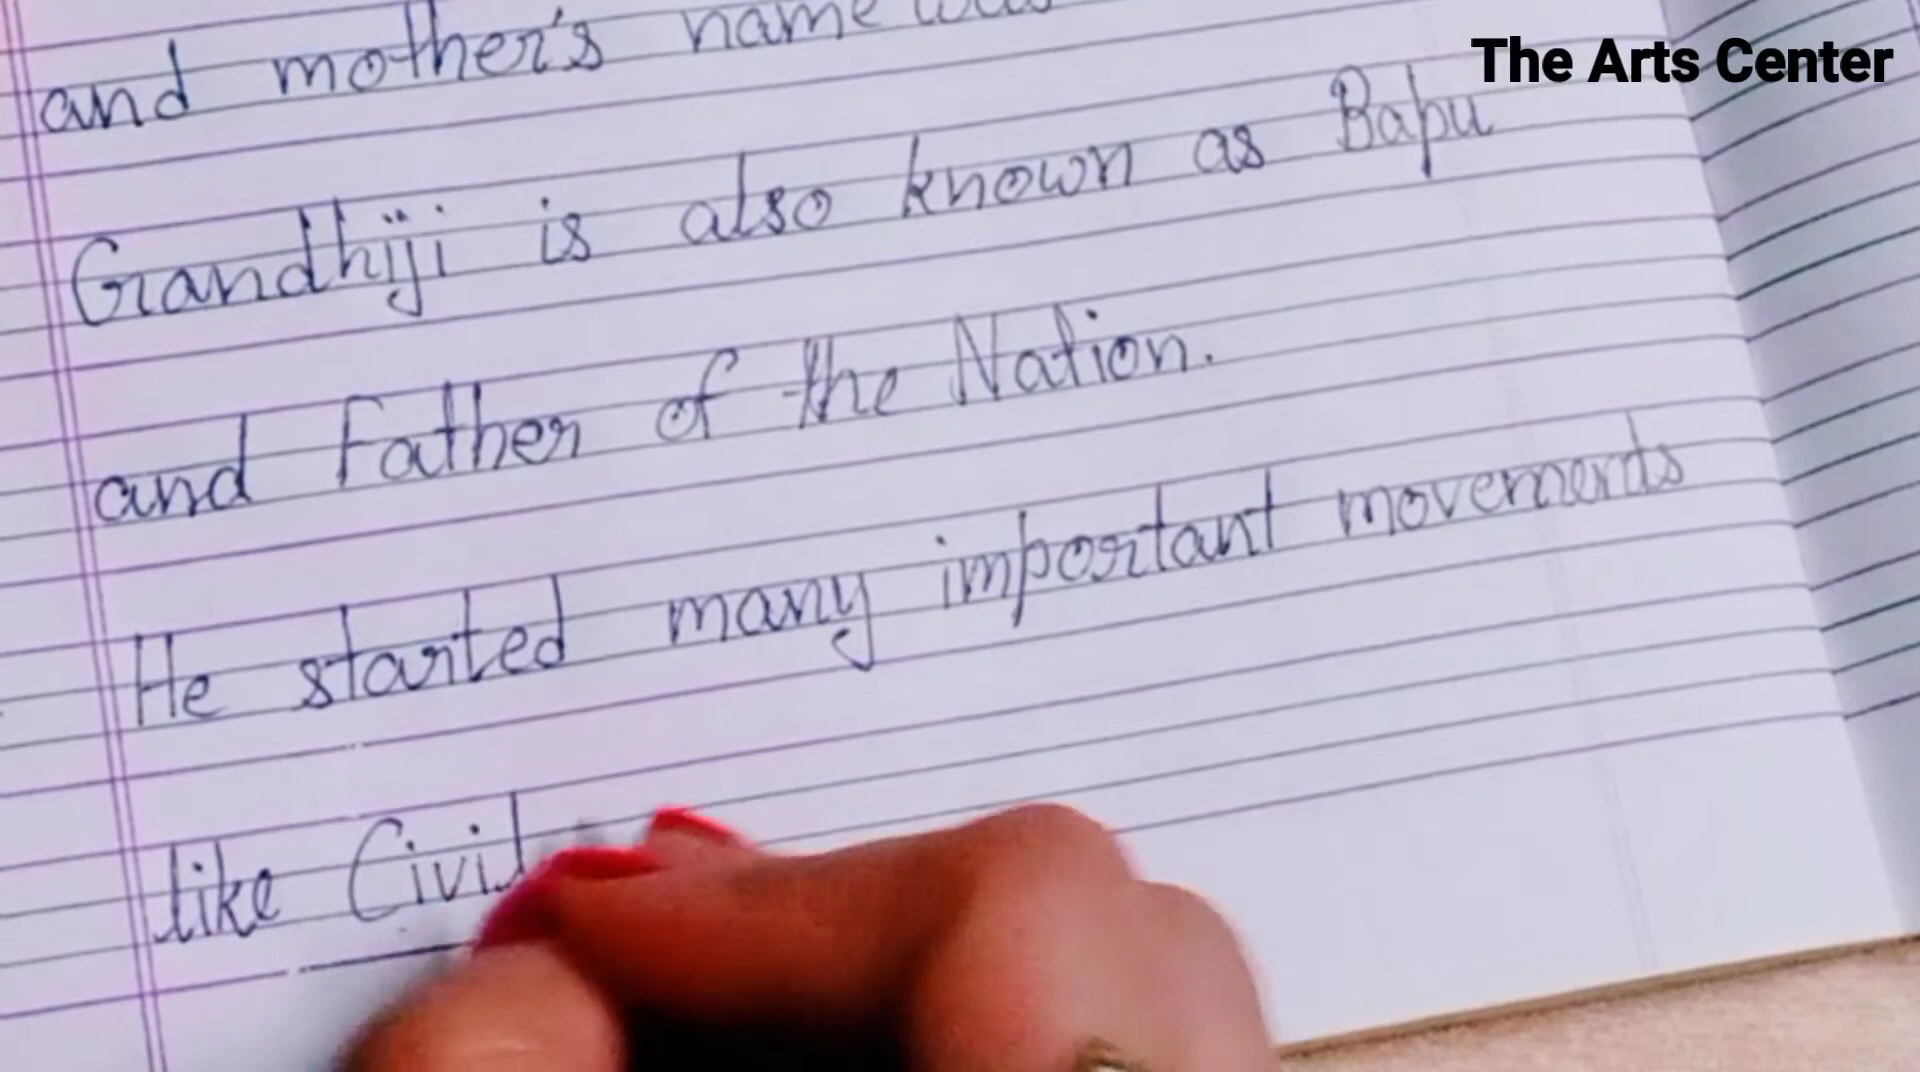 and mother's name was
The Arts Center
Gandhiji is also known as Bapu
and Father of the Nation.
He started many important movements
like Civil